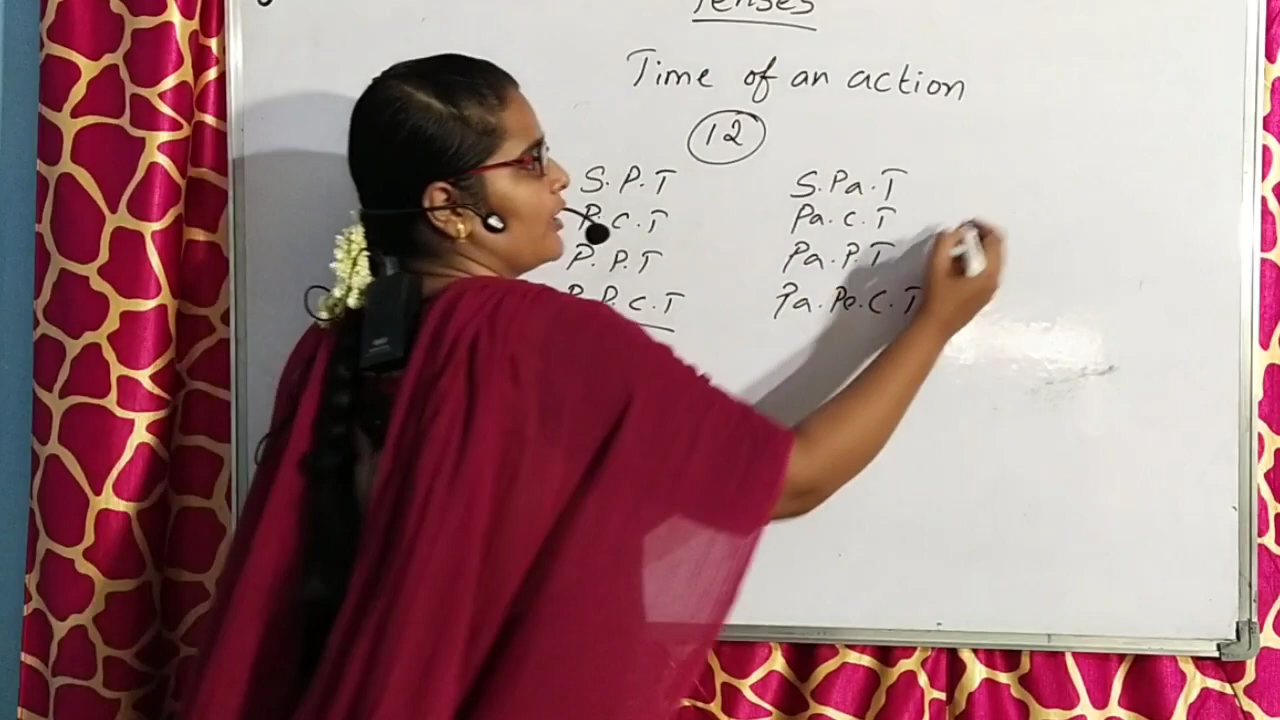 Tenses
Time of an action
12
S.P.T S.Pa.T
P.C.T Pa.C.T
P.P.T Pa.P.T
P.P.C.T Pa.Pe.C.T